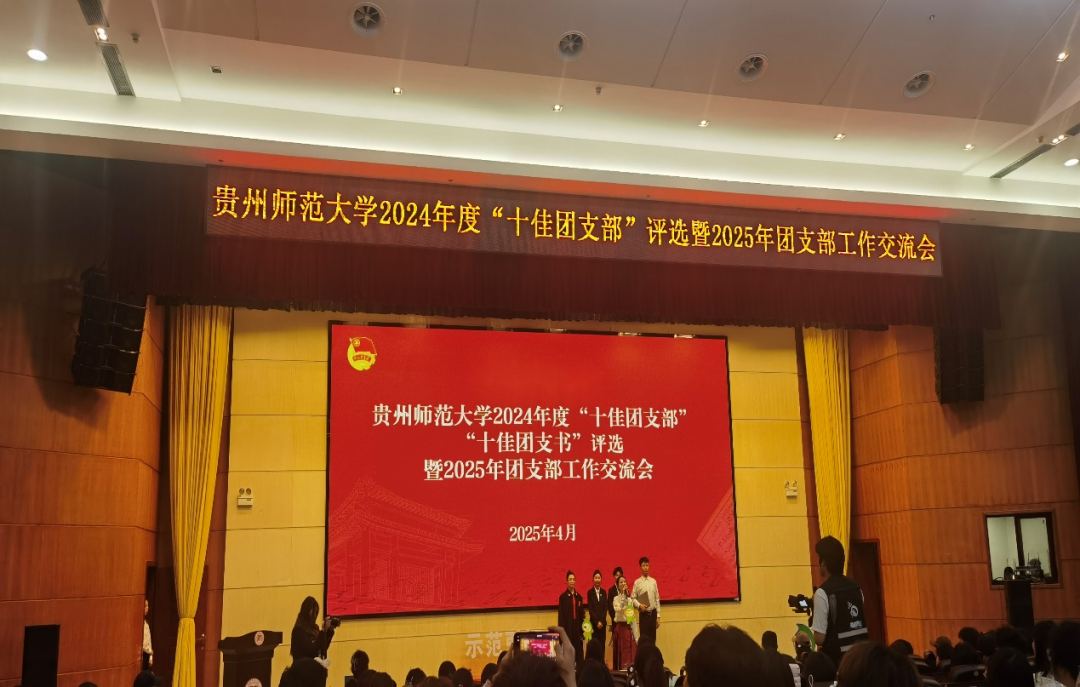 贵州师范大学2024年度“十佳团支部”评选暨2025年团支部工作交流会
贵州师范大学2024年度“十佳团支部”
“十佳团支书”评选
暨2025年团支部工作交流会
2025年4月
示范